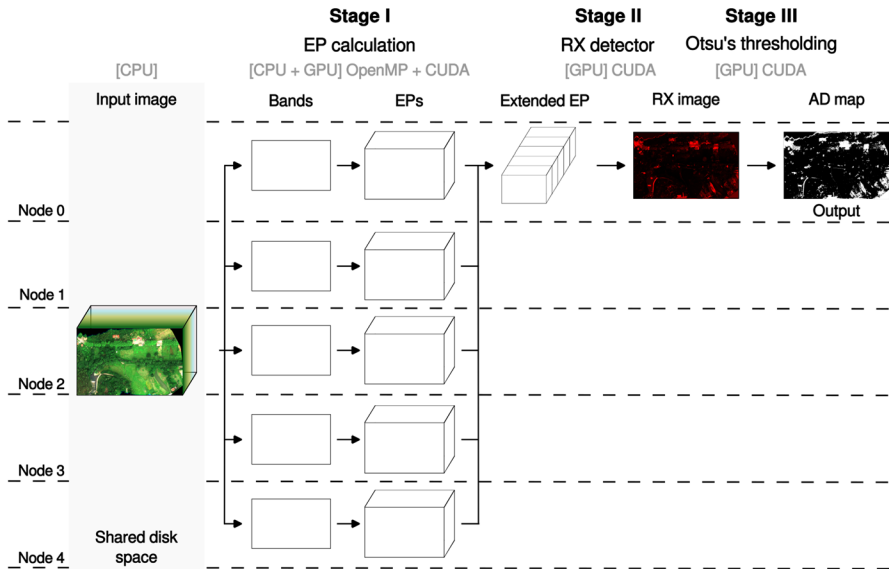 Stage I
Stage II
Stage III
EP calculation
RX detector
Otsu's thresholding
[CPU]
[CPU + GPU] OpenMP + CUDA
[GPU] CUDA
[GPU] CUDA
Input image
Bands
EPs
Extended EP
RX image
AD map
Node 0
Output
Node 1
Node 2
Node 3
Shared disk
space
Node 4